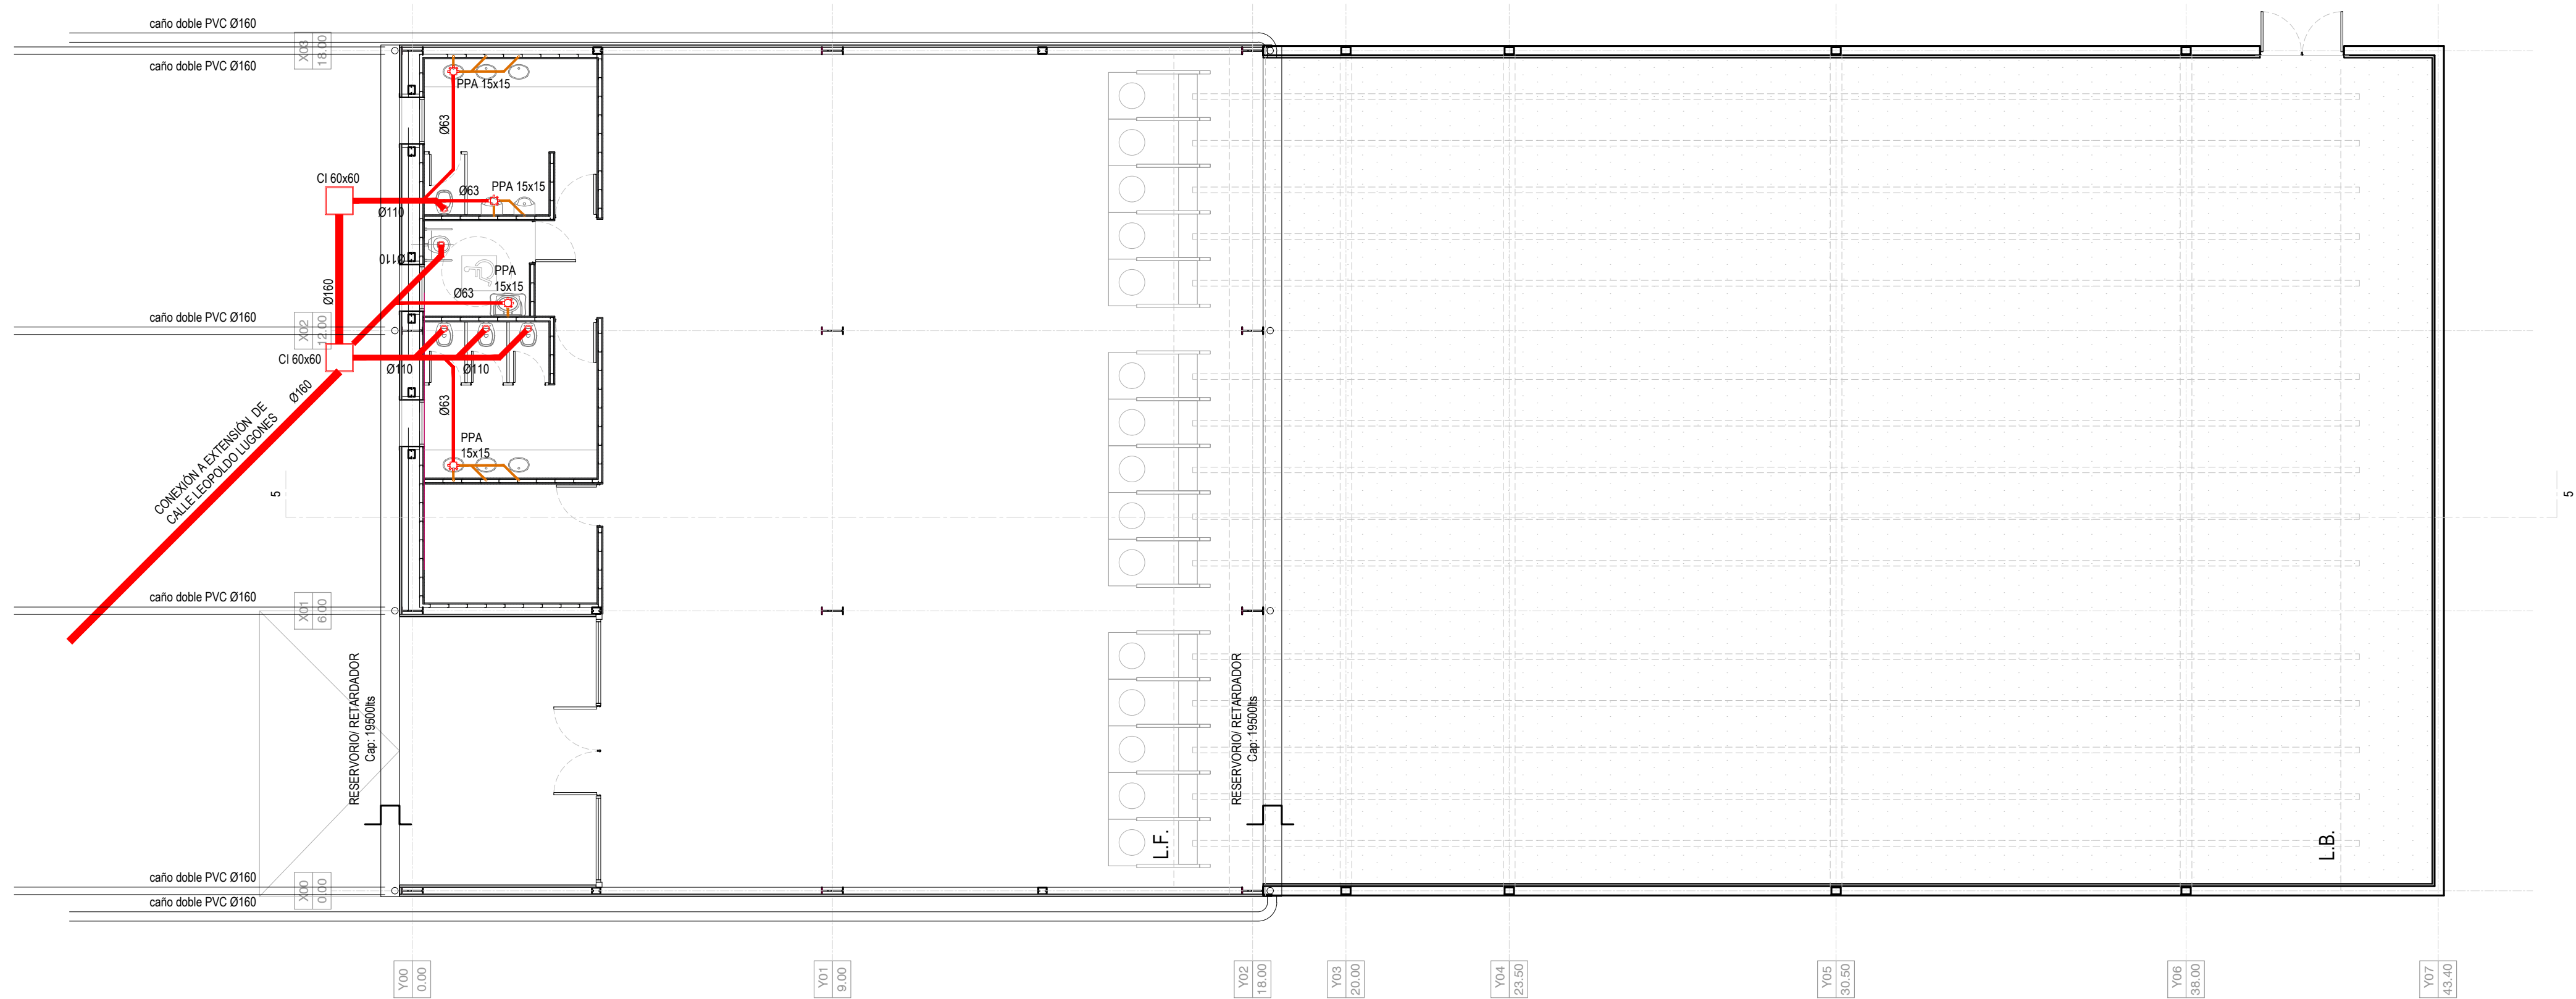 caño doble PVC Ø160
X03
18.00
caño doble PVC Ø160
PPA 15x15
Ø63
CI 60x60
Ø63
PPA 15x15
Ø110
Ø110
PPA
15x15
Ø63
Ø160
caño doble PVC Ø160
X02
12.00
CI 60x60
Ø110
Ø110
Ø160
Ø63
CONEXIÓN A EXTENSIÓN DE
CALLE LEOPOLDO LUGONES
PPA
15x15
5
5
caño doble PVC Ø160
X01
6.00
RESERVORIO/ RETARDADOR
Cap: 19500lts
RESERVORIO/ RETARDADOR
Cap: 19500lts
L.F.
L.B.
caño doble PVC Ø160
X00
0.00
caño doble PVC Ø160
Y00
0.00
Y01
9.00
Y02
18.00
Y03
20.00
Y04
23.50
Y05
30.50
Y06
38.00
Y07
43.40